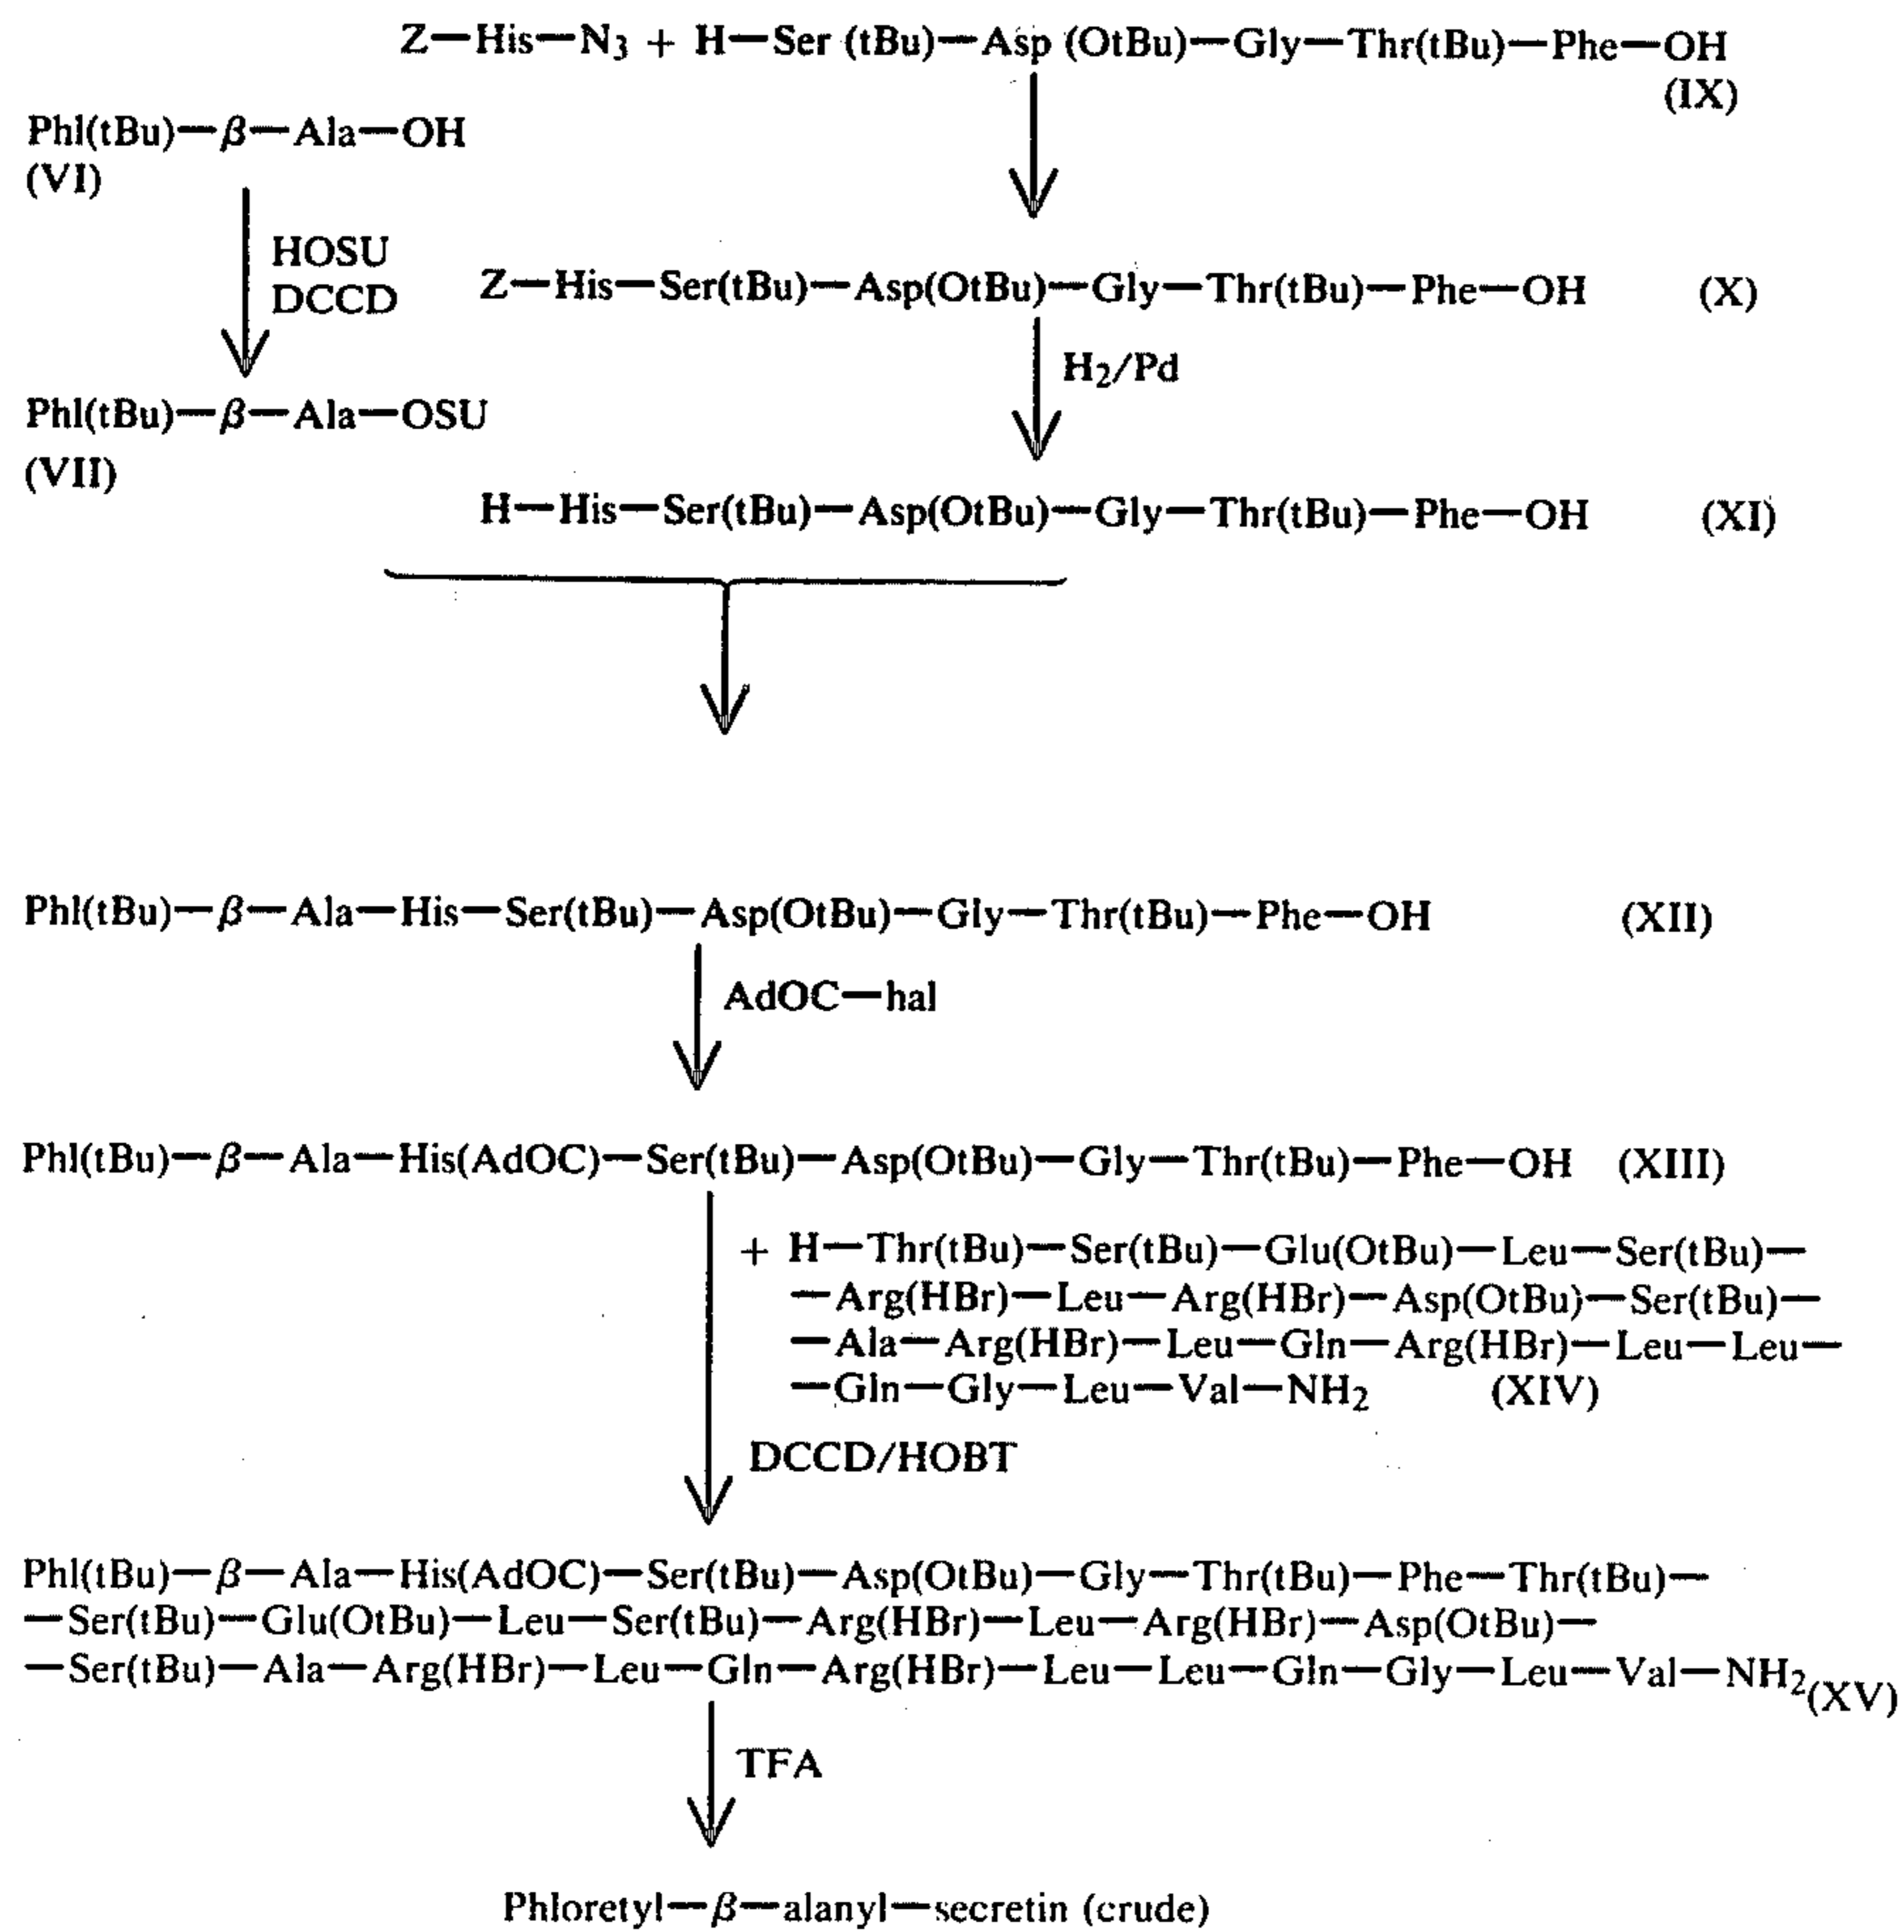 Z—His—N3 + H—Ser (tBu)—Asp (OtBu)—Gly—Thr(tBu)—Phe—OH
(IX)
Phl(tBu)—β—Ala—OH
(VI)
HOSU
DCCD
Z—His—Ser(tBu)—Asp(OtBu)—Gly—Thr(tBu)—Phe—OH (X)
H2/Pd
Phl(tBu)—β—Ala—OSU
(VII)
H—His—Ser(tBu)—Asp(OtBu)—Gly—Thr(tBu)—Phe—OH (XI)
Phl(tBu)—β—Ala—His—Ser(tBu)—Asp(OtBu)—Gly—Thr(tBu)—Phe—OH (XII)
AdOC—hal
Phl(tBu)—β—Ala—His(AdOC)—Ser(tBu)—Asp(OtBu)—Gly—Thr(tBu)—Phe—OH (XIII)
+ H—Thr(tBu)—Ser(tBu)—Glu(OtBu)—Leu—Ser(tBu)—
—Arg(HBr)—Leu—Arg(HBr)—Asp(OtBu)—Ser(tBu)—
—Ala—Arg(HBr)—Leu—Gln—Arg(HBr)—Leu—Leu—
—Gln—Gly—Leu—Val—NH2 (XIV)
DCCD/HOBT
Phl(tBu)—β—Ala—His(AdOC)—Ser(tBu)—Asp(OtBu)—Gly—Thr(tBu)—Phe—Thr(tBu)—
—Ser(tBu)—Glu(OtBu)—Leu—Ser(tBu)—Arg(HBr)—Leu—Arg(HBr)—Asp(OtBu)—
—Ser(tBu)—Ala—Arg(HBr)—Leu—Gln—Arg(HBr)—Leu—Leu—Gln—Gly—Leu—Val—NH2(XV)
TFA
Phloretyl—β—alanyl—secretin (crude)